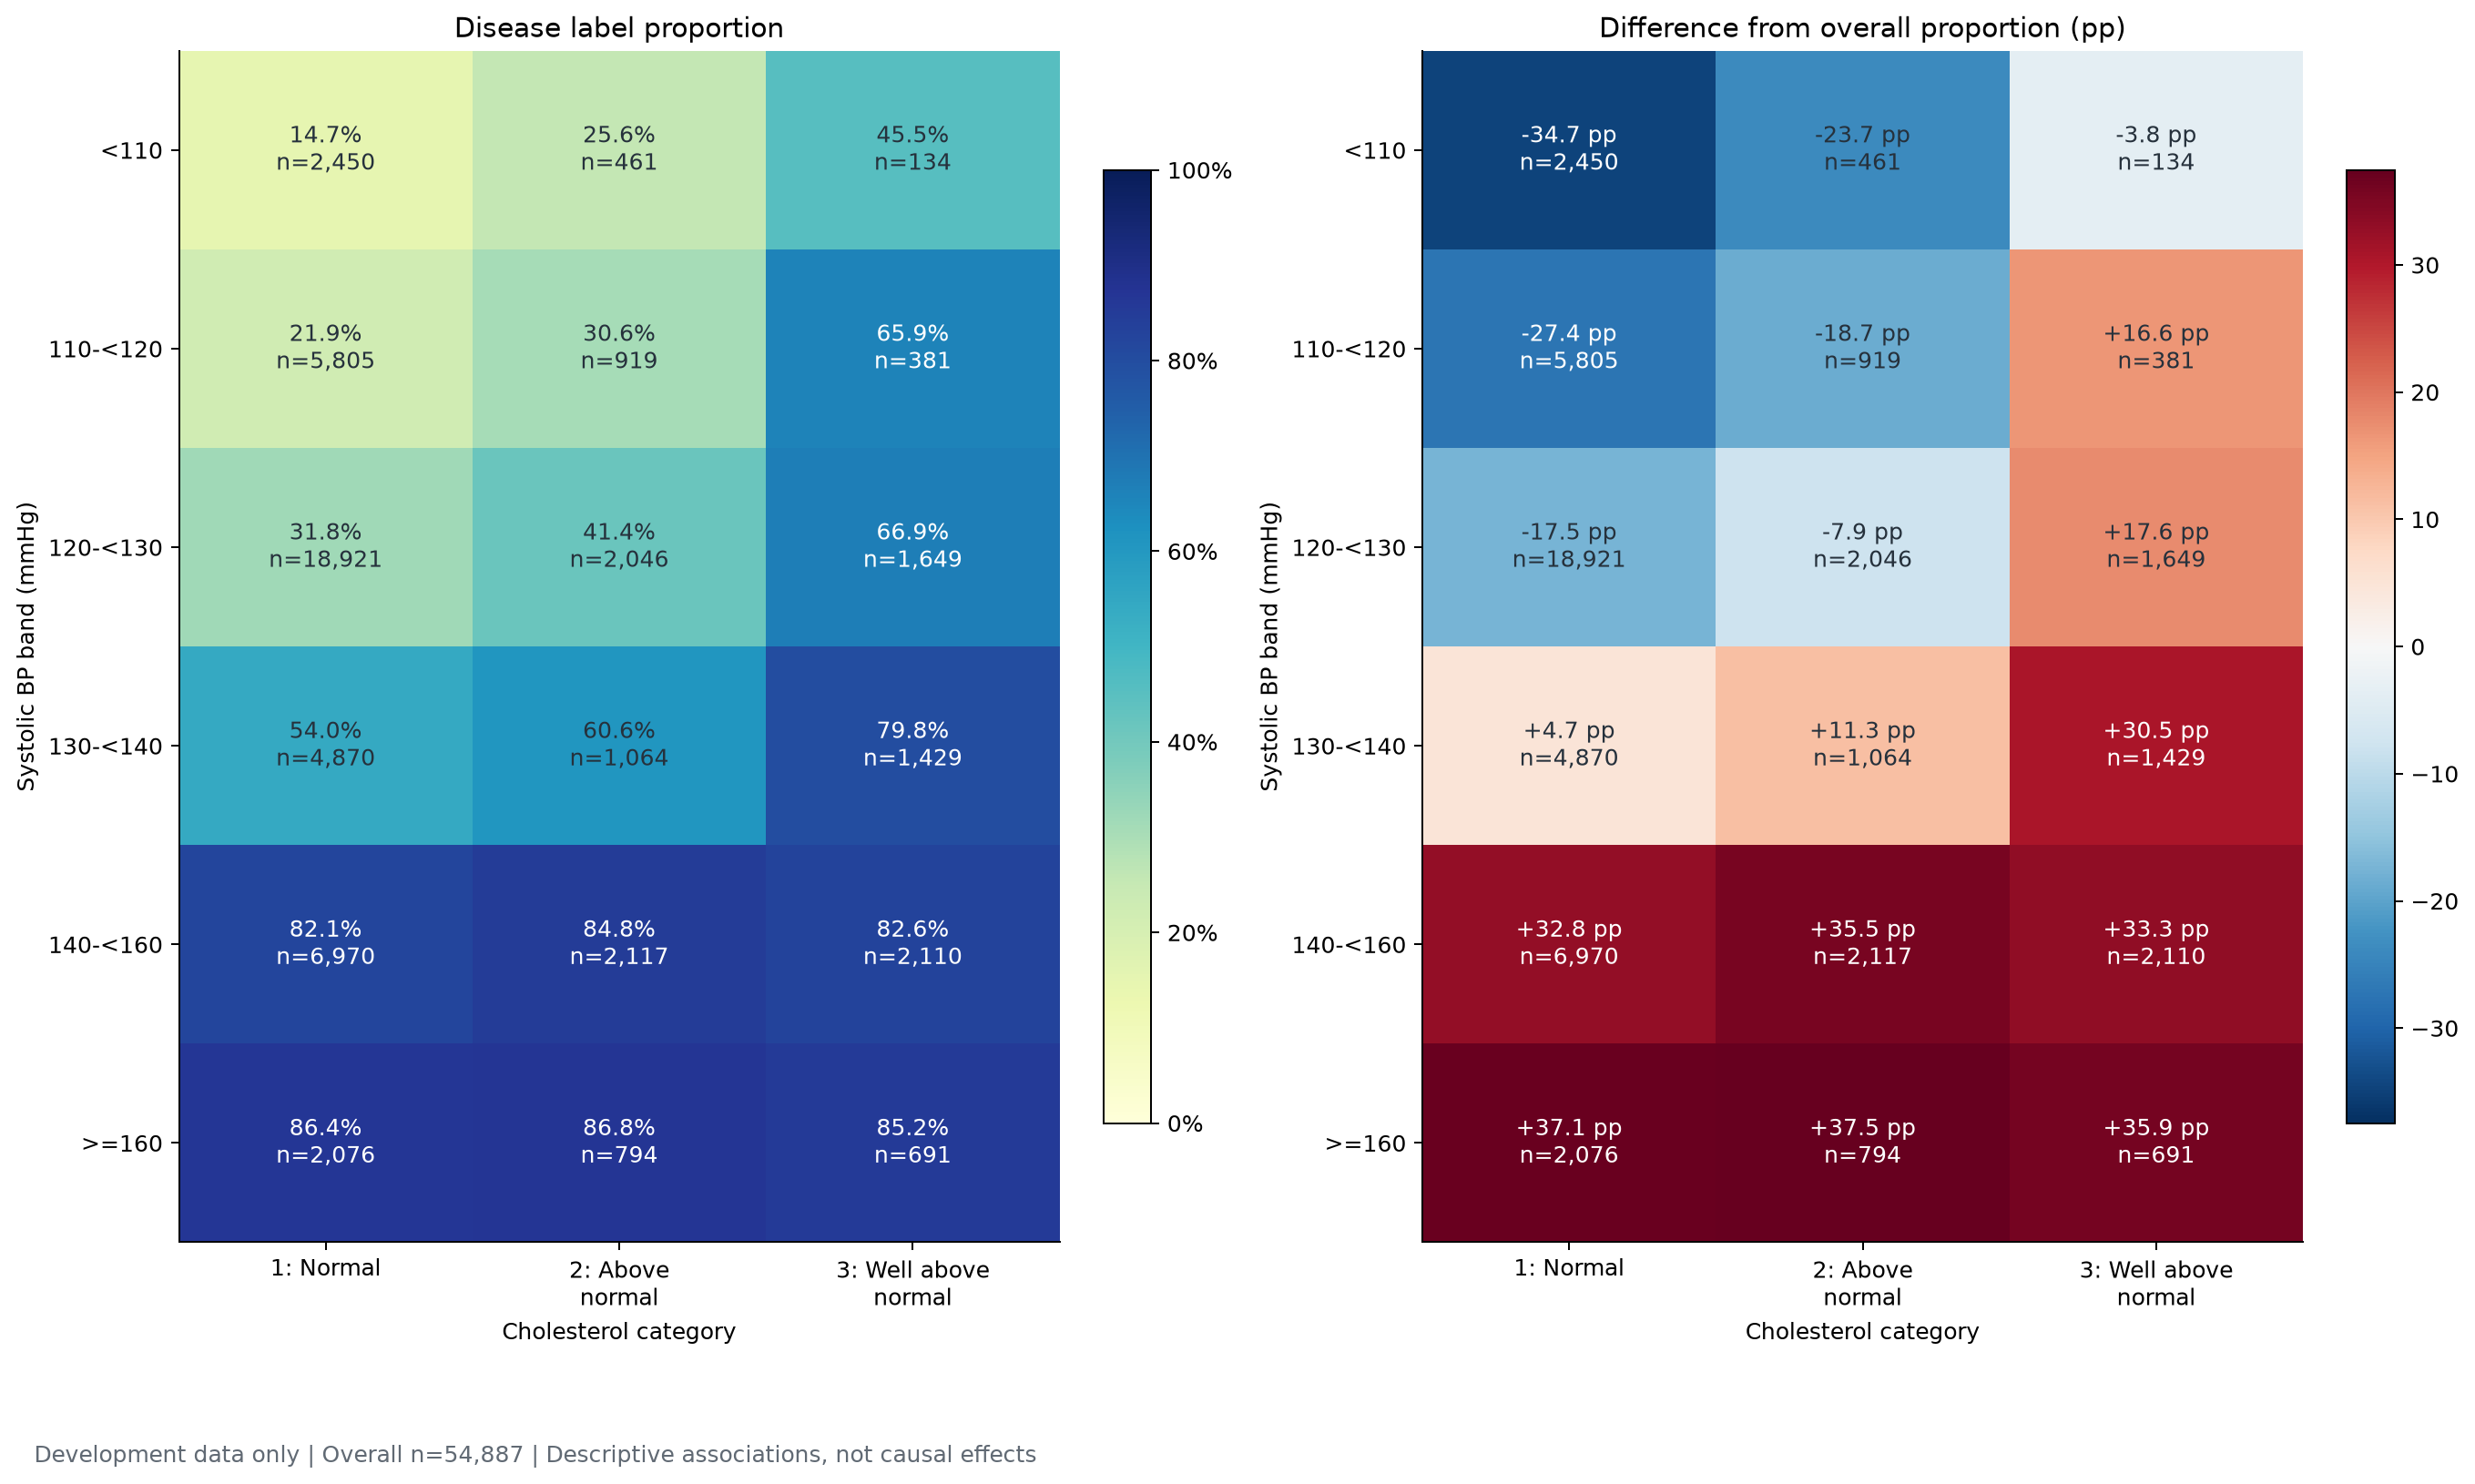 Disease label proportion
Systolic BP band (mmHg)
<110
14.7%
n=2,450
25.6%
n=461
45.5%
n=134
110-<120
21.9%
n=5,805
30.6%
n=919
65.9%
n=381
120-<130
31.8%
n=18,921
41.4%
n=2,046
66.9%
n=1,649
130-<140
54.0%
n=4,870
60.6%
n=1,064
79.8%
n=1,429
140-<160
82.1%
n=6,970
84.8%
n=2,117
82.6%
n=2,110
>=160
86.4%
n=2,076
86.8%
n=794
85.2%
n=691
1: Normal
2: Above
normal
3: Well above
normal
Cholesterol category
100%
80%
60%
40%
20%
0%
Difference from overall proportion (pp)
Systolic BP band (mmHg)
<110
-34.7 pp
n=2,450
-23.7 pp
n=461
-3.8 pp
n=134
110-<120
-27.4 pp
n=5,805
-18.7 pp
n=919
+16.6 pp
n=381
120-<130
-17.5 pp
n=18,921
-7.9 pp
n=2,046
+17.6 pp
n=1,649
130-<140
+4.7 pp
n=4,870
+11.3 pp
n=1,064
+30.5 pp
n=1,429
140-<160
+32.8 pp
n=6,970
+35.5 pp
n=2,117
+33.3 pp
n=2,110
>=160
+37.1 pp
n=2,076
+37.5 pp
n=794
+35.9 pp
n=691
1: Normal
2: Above
normal
3: Well above
normal
Cholesterol category
30
20
10
0
−10
−20
−30
Development data only | Overall n=54,887 | Descriptive associations, not causal effects